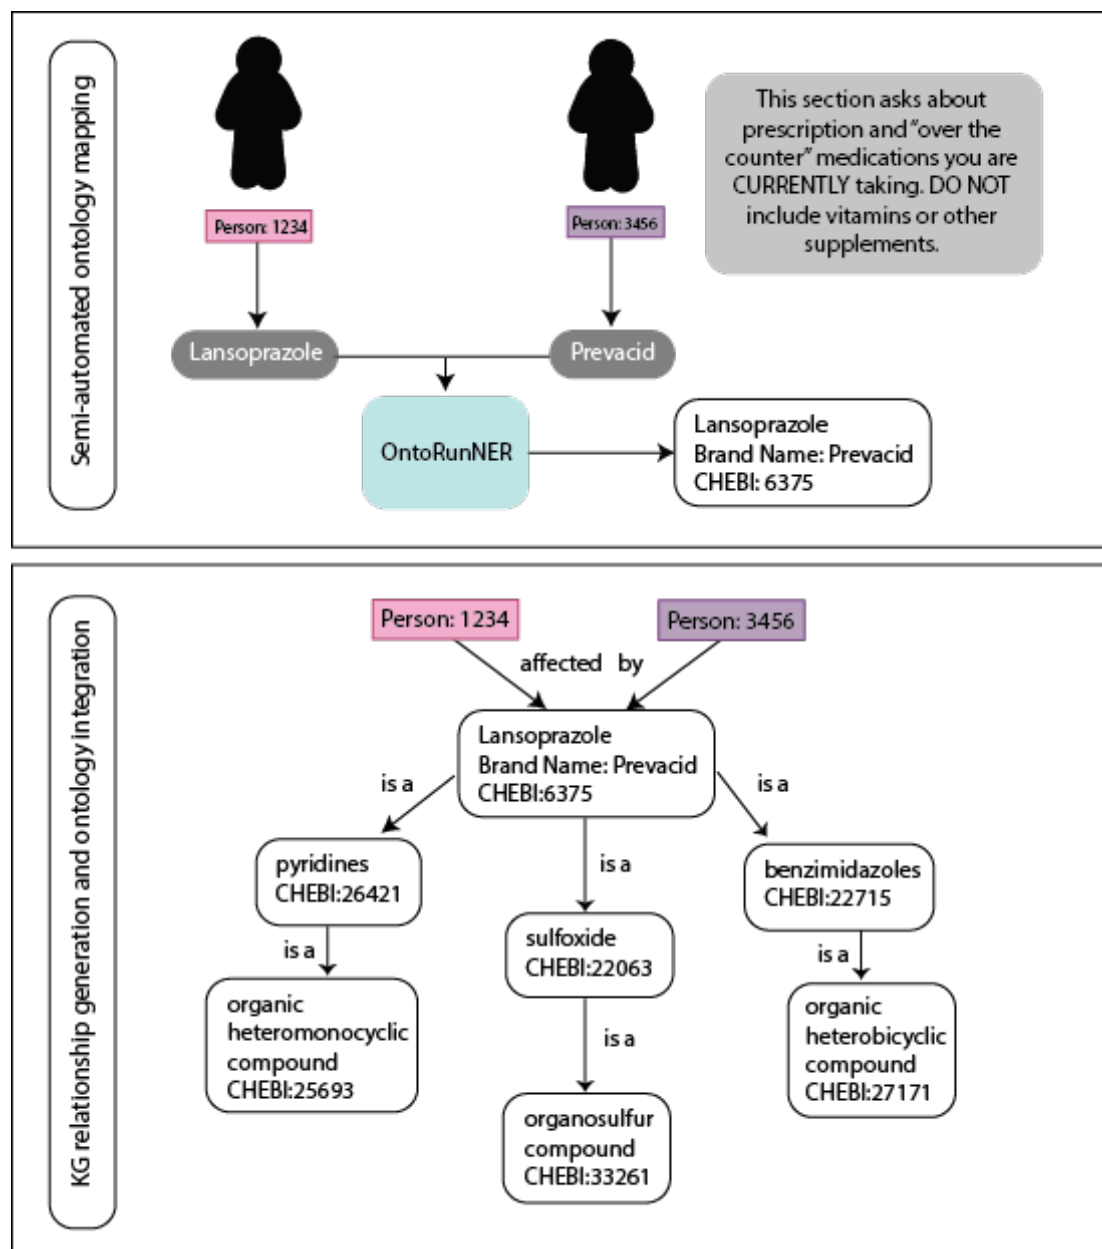 Semi-automated ontology mapping
This section asks about
prescription and "over the
counter" medications you are
CURRENTLY taking. DO NOT
include vitamins or other
supplements.
Person: 1234
Person: 3456
Lansoprazole
Prevacid
OntoRunNER
Lansoprazole
Brand Name: Prevacid
CHEBI: 6375
KG relationship generation and ontology integration
Person: 1234
Person: 3456
affected by
Lansoprazole
Brand Name: Prevacid
CHEBI:6375
is a
is a
is a
pyridines
CHEBI:26421
benzimidazoles
CHEBI:22715
sulfoxide
CHEBI:22063
is a
is a
is a
organic
heteromonocyclic
compound
CHEBI:25693
organic
heterobicyclic
compound
CHEBI:27171
organosulfur
compound
CHEBI:33261